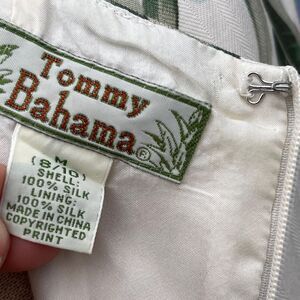 Tommy
Bahama®
M
(8/10)
SHELL:
100% SILK
LINING:
100% SILK
MADE IN CHINA
COPYRIGHTED
PRINT